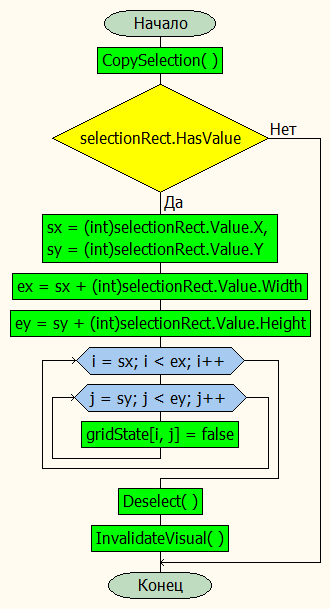 Начало
CopySelection( )
selectionRect.HasValue
Нет
Да
sx = (int)selectionRect.Value.X,
sy = (int)selectionRect.Value.Y
ex = sx + (int)selectionRect.Value.Width
ey = sy + (int)selectionRect.Value.Height
i = sx; i < ex; i++
j = sy; j < ey; j++
gridState[i, j] = false
Deselect( )
InvalidateVisual( )
Конец